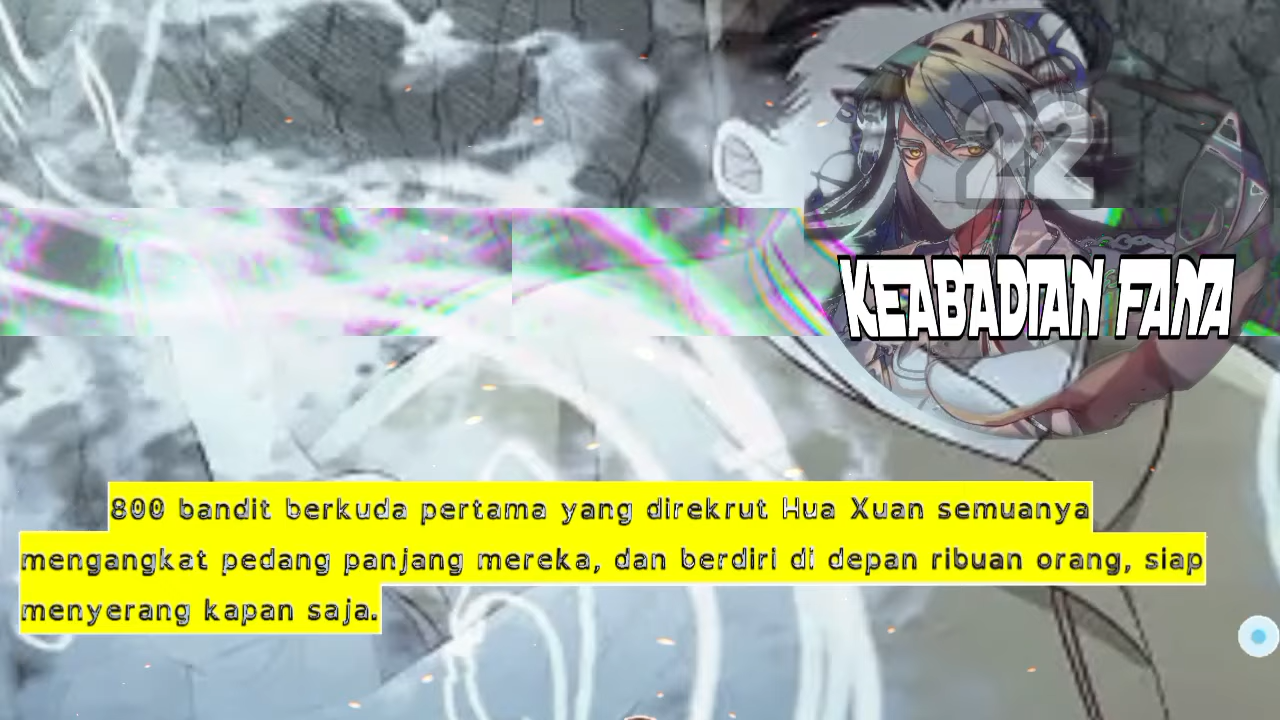 22
KEABADIAN FANA
800 bandit berkuda pertama yang direkrut Hua Xuan semuanya
mengangkat pedang panjang mereka, dan berdiri di depan ribuan orang, siap
menyerang kapan saja.